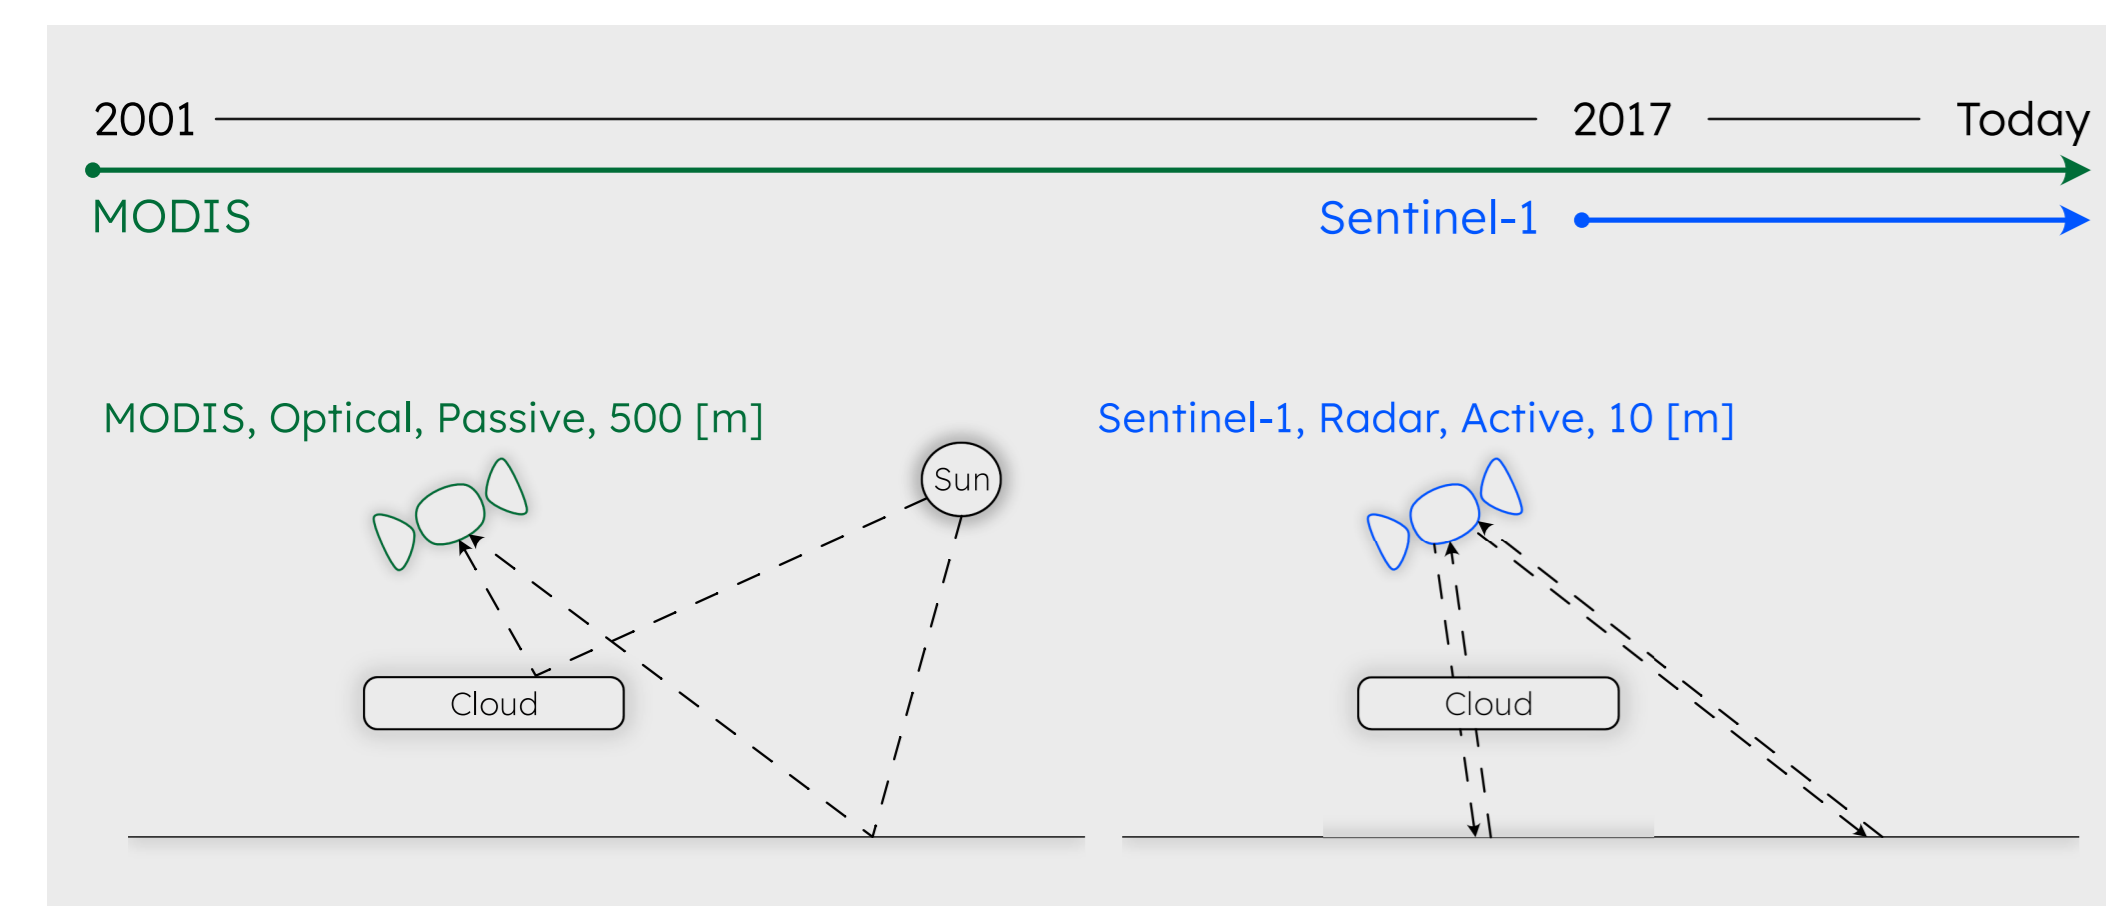 2001 2017 Today
MODIS
Sentinel-1
MODIS, Optical, Passive, 500 [m]
Sentinel-1, Radar, Active, 10 [m]
Sun
Cloud
Cloud